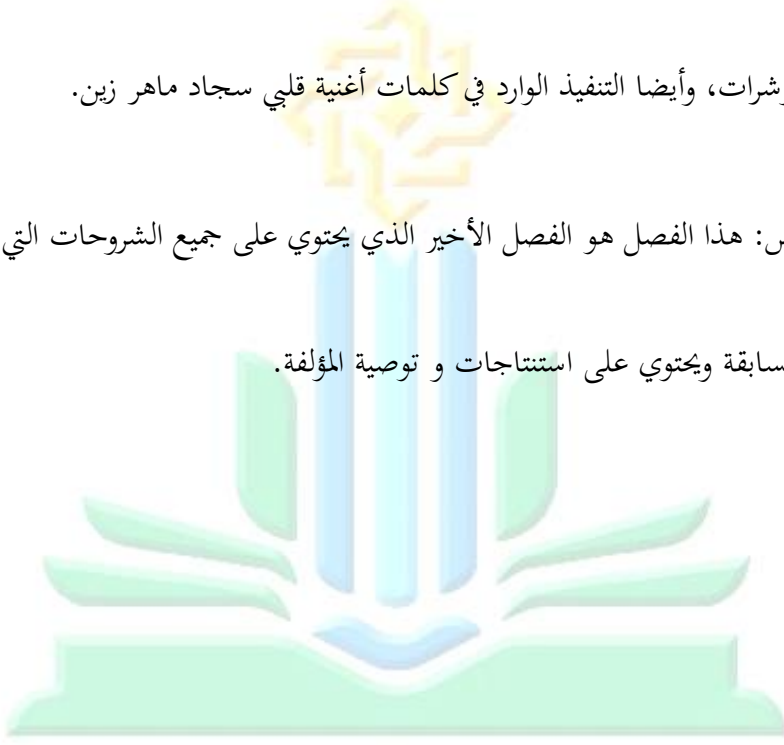 وشرات، وأيضا التنفيذ الوارد في كلمات أغنية قلبي سجاد ماهر زين.
س: هذا الفصل هو الفصل الأخير الذي يحتوي على جميع الشروحات التي
سابقة ويحتوي على استنتاجات و توصية المؤلفة.